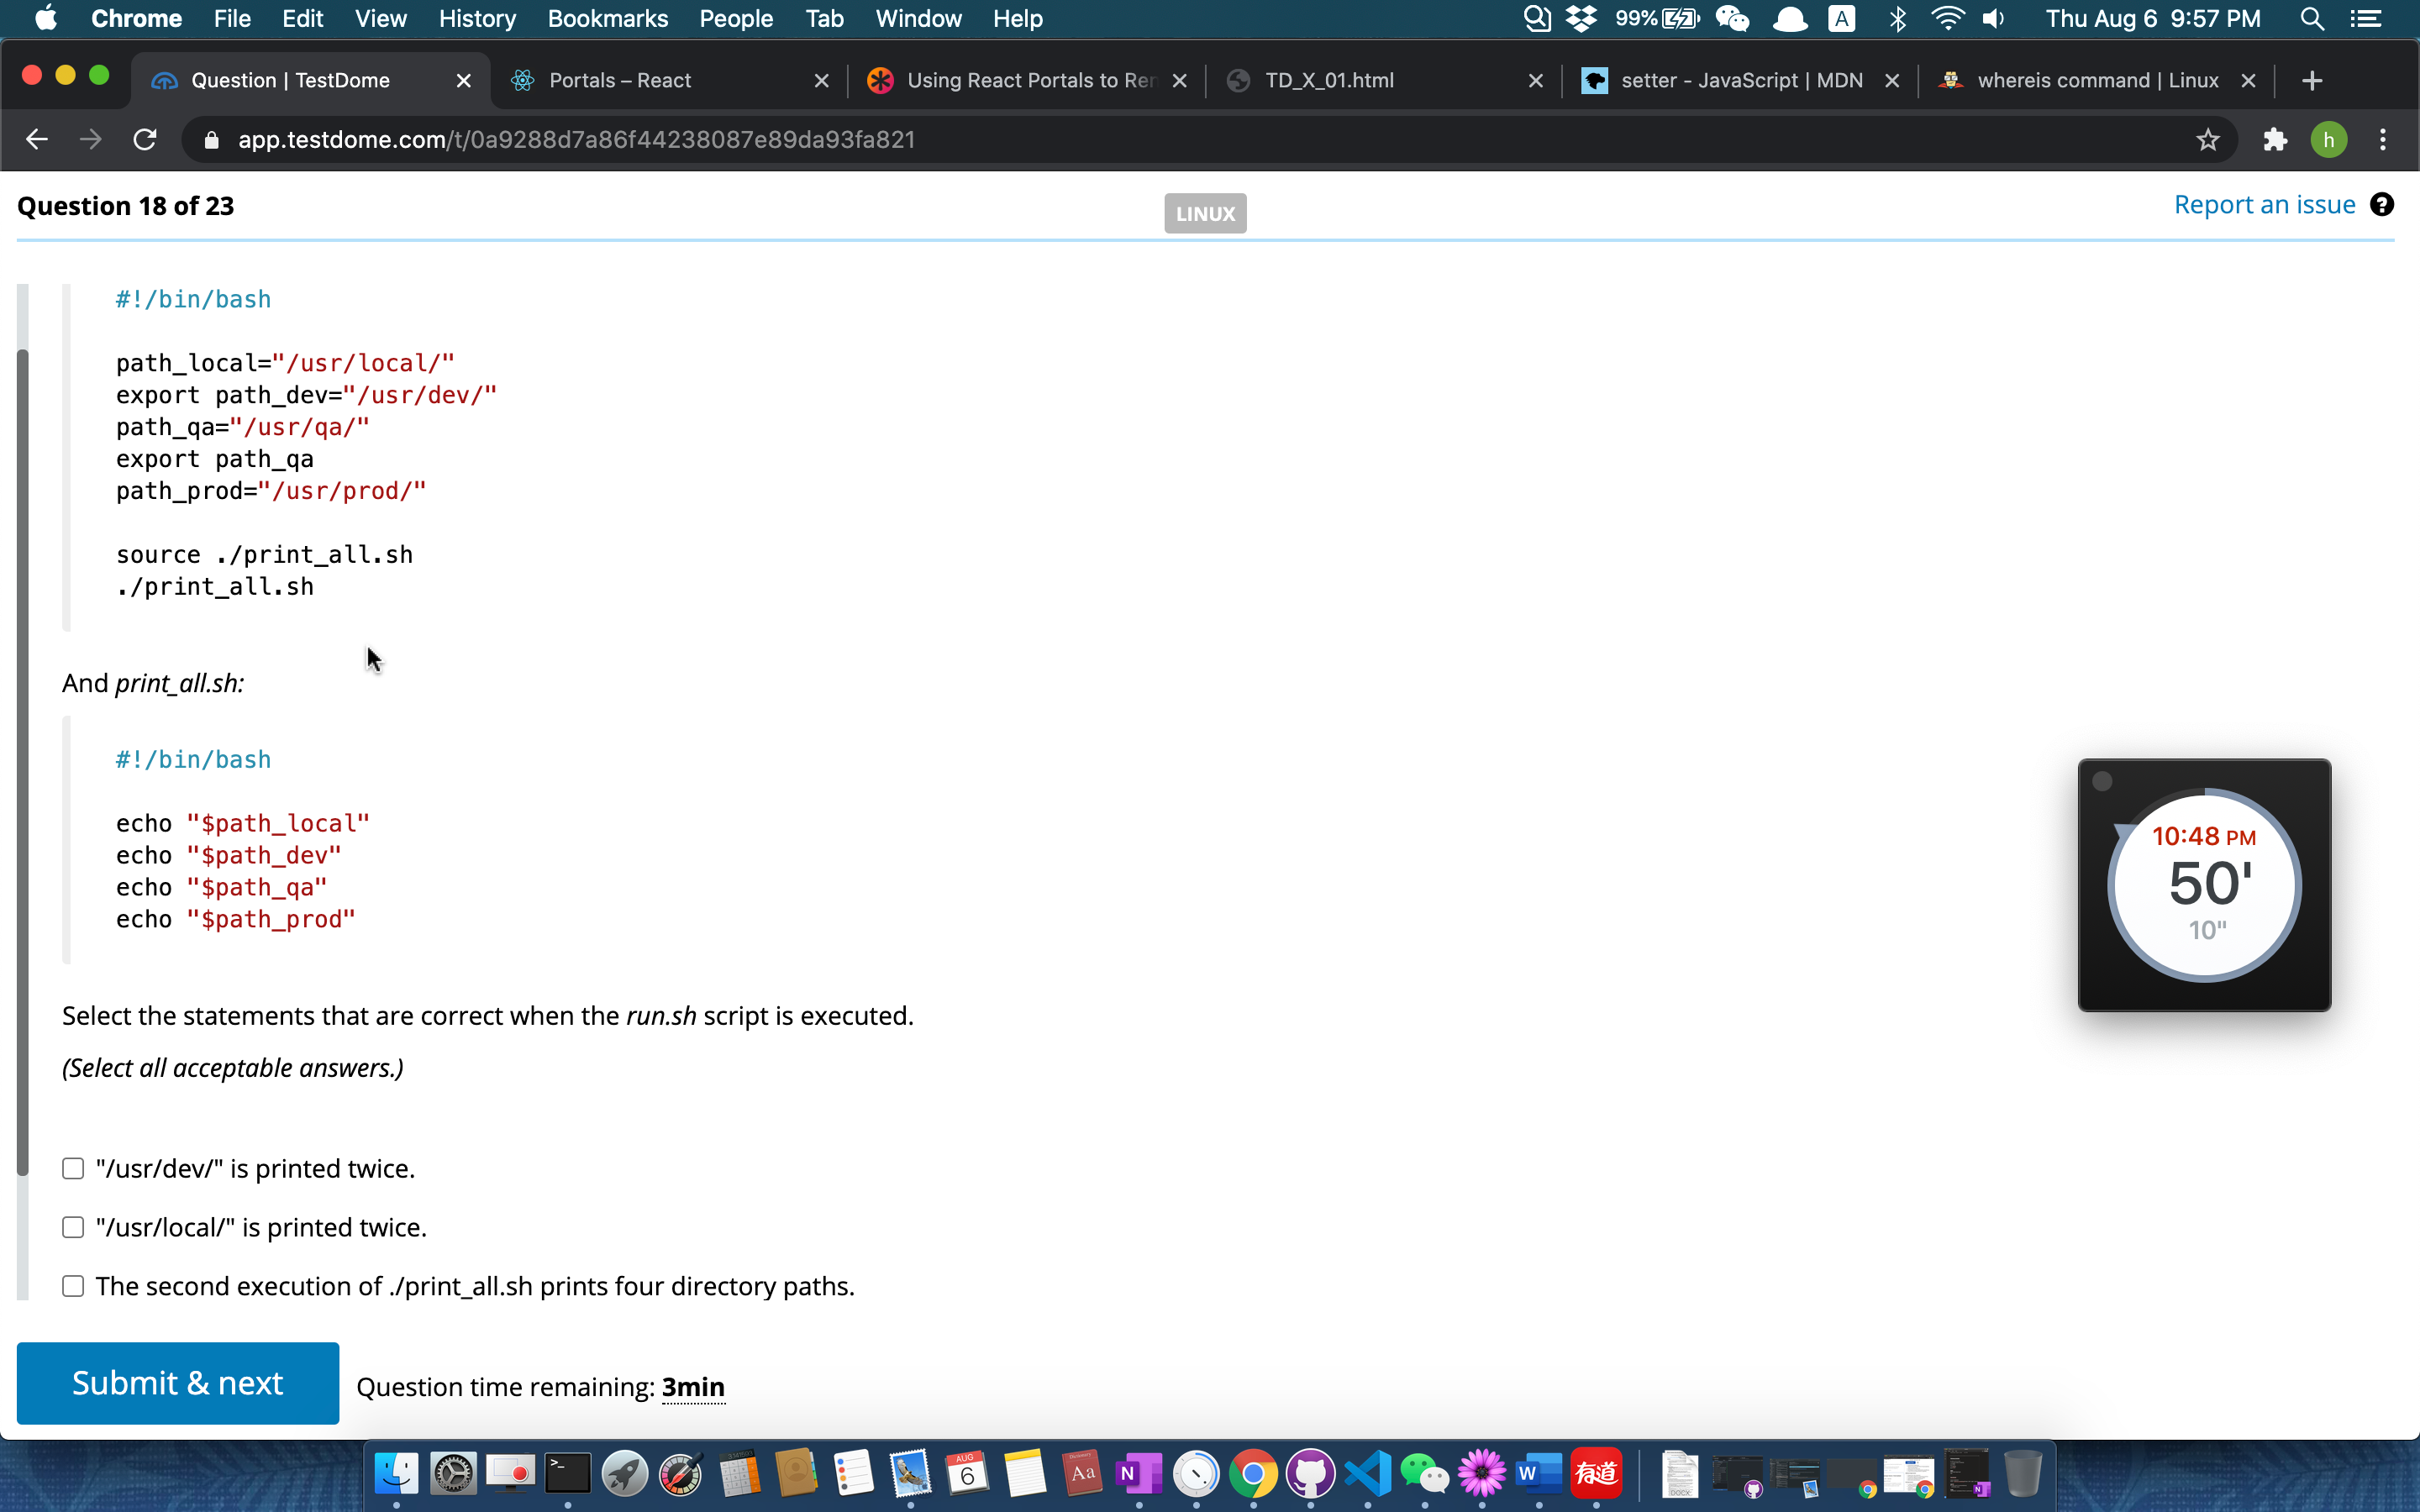 Chrome File Edit View History Bookmarks People Tab Window Help 99% A Thu Aug 6 9:57 PM
Question | TestDome Portals – React Using React Portals to Ren TD_X_01.html setter - JavaScript | MDN whereis command | Linux
app.testdome.com/t/0a9288d7a86f44238087e89da93fa821 h
Question 18 of 23 LINUX Report an issue ?
#!/bin/bash
path_local="/usr/local/"
export path_dev="/usr/dev/"
path_qa="/usr/qa/"
export path_qa
path_prod="/usr/prod/"
source ./print_all.sh
./print_all.sh
And print_all.sh:
#!/bin/bash
echo "$path_local"
echo "$path_dev"
echo "$path_qa"
echo "$path_prod"
10:48 PM
50'
10"
Select the statements that are correct when the run.sh script is executed.
(Select all acceptable answers.)
"/usr/dev/" is printed twice.
"/usr/local/" is printed twice.
The second execution of ./print_all.sh prints four directory paths.
Submit & next Question time remaining: 3min
>_ AUG 6 Aa N W 有道 DOCX